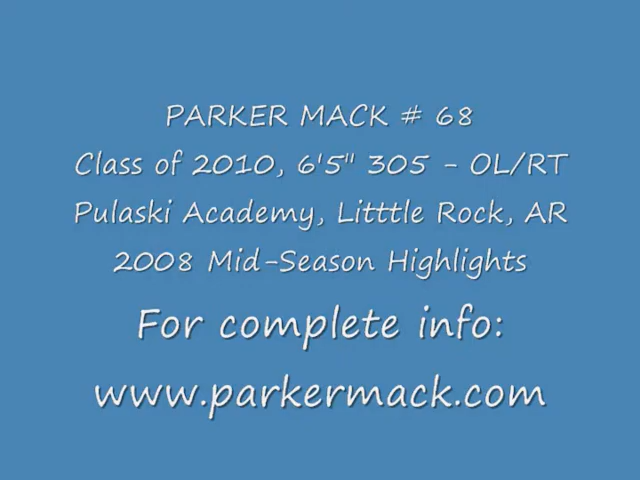 PARKER MACK # 68
Class of 2010, 6'5" 305 - OL/RT
Pulaski Academy, Litttle Rock, AR
2008 Mid-Season Highlights
For complete info:
www.parkermack.com